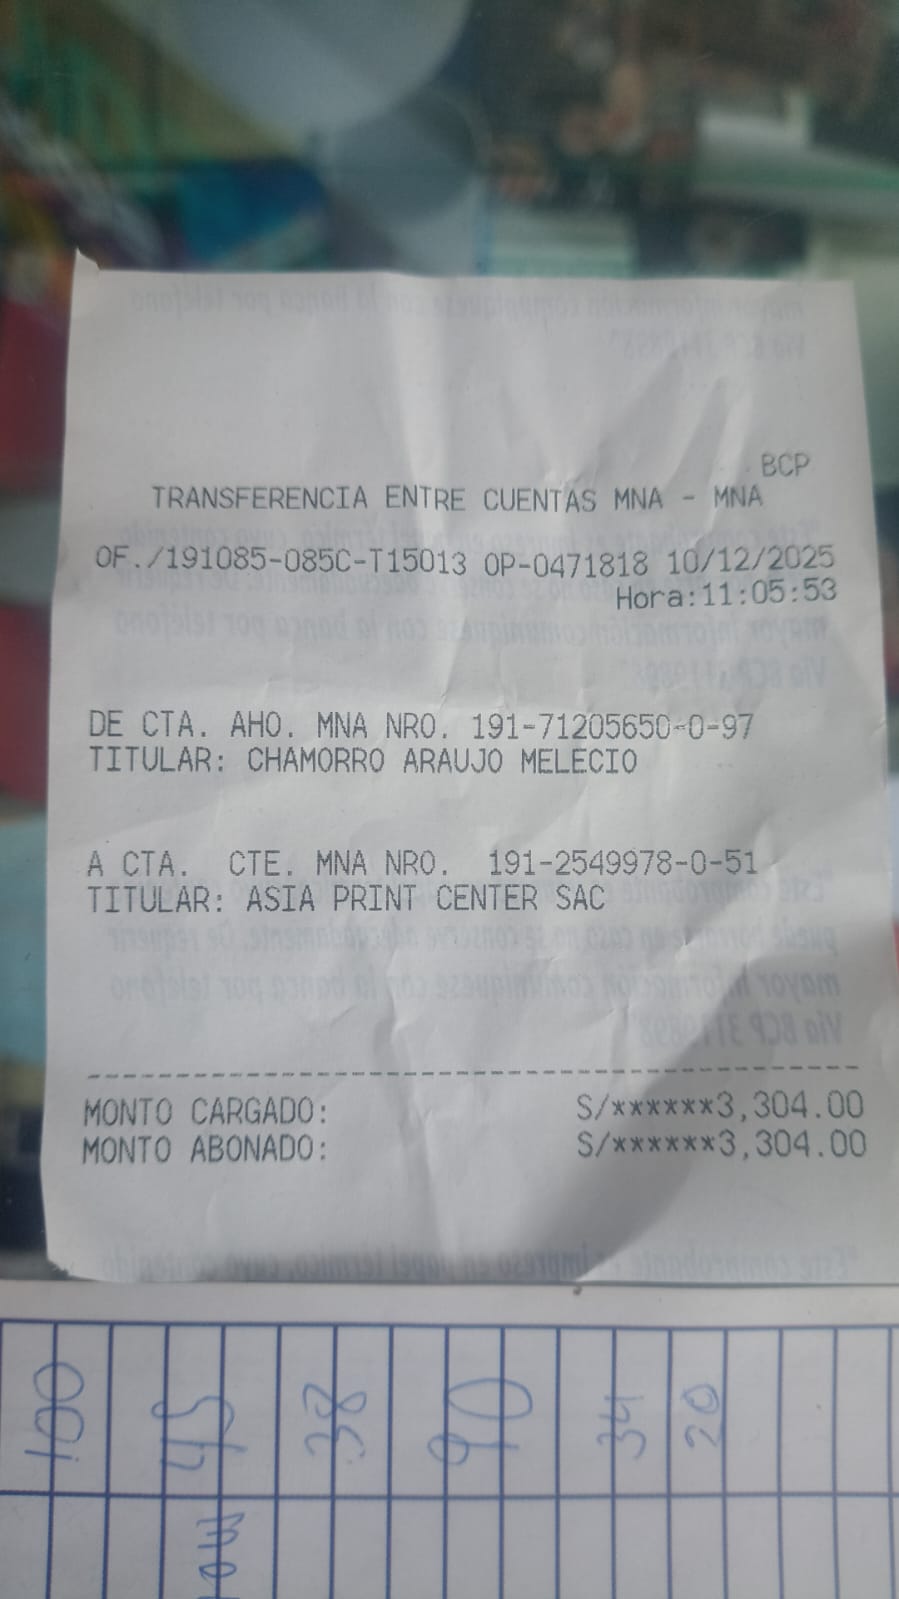 BCP
TRANSFERENCIA ENTRE CUENTAS MNA - MNA
OF./191085-085C-T15013 OP-0471818 10/12/2025
Hora:11:05:53
DE CTA. AHO. MNA NRO. 191-71205650-0-97
TITULAR: CHAMORRO ARAUJO MELECIO
A CTA. CTE. MNA NRO. 191-2549978-0-51
TITULAR: ASIA PRINT CENTER SAC
MONTO CARGADO: S/******3,304.00
MONTO ABONADO: S/******3,304.00
100
45
38
90
34
20